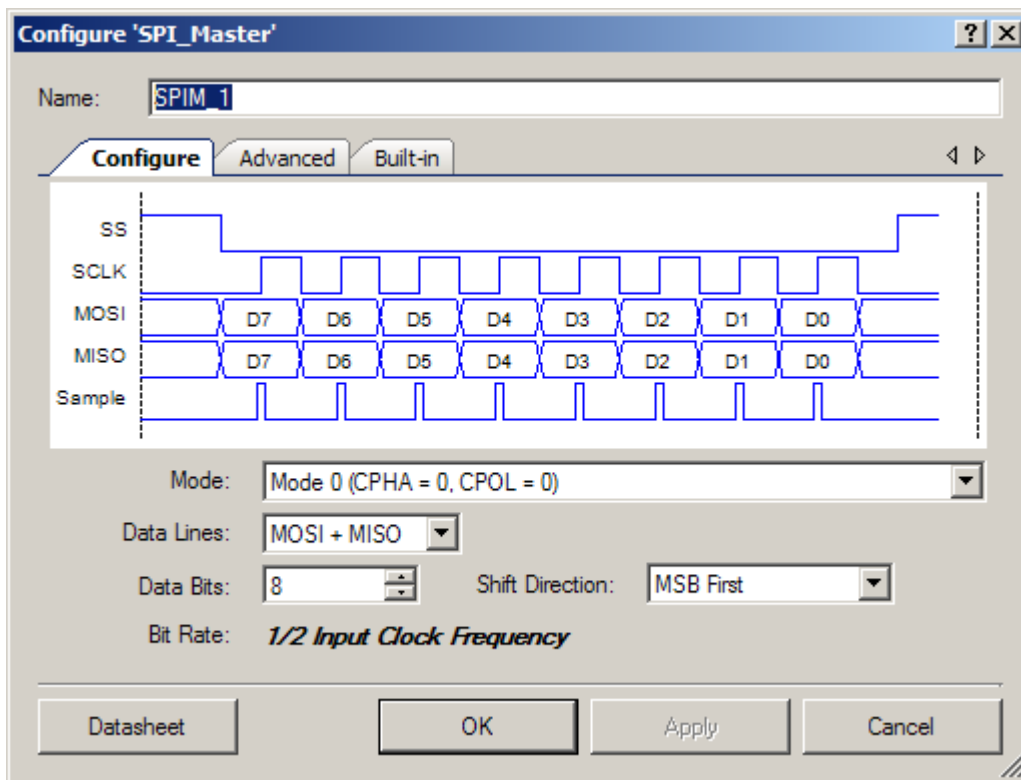 Configure 'SPI_Master'
Name: SPIM_1
Configure Advanced Built-in
SS
SCLK
MOSI D7 D6 D5 D4 D3 D2 D1 D0
MISO D7 D6 D5 D4 D3 D2 D1 D0
Sample
Mode: Mode 0 (CPHA = 0, CPOL = 0)
Data Lines: MOSI + MISO
Data Bits: 8 Shift Direction: MSB First
Bit Rate: 1/2 Input Clock Frequency
Datasheet OK Apply Cancel